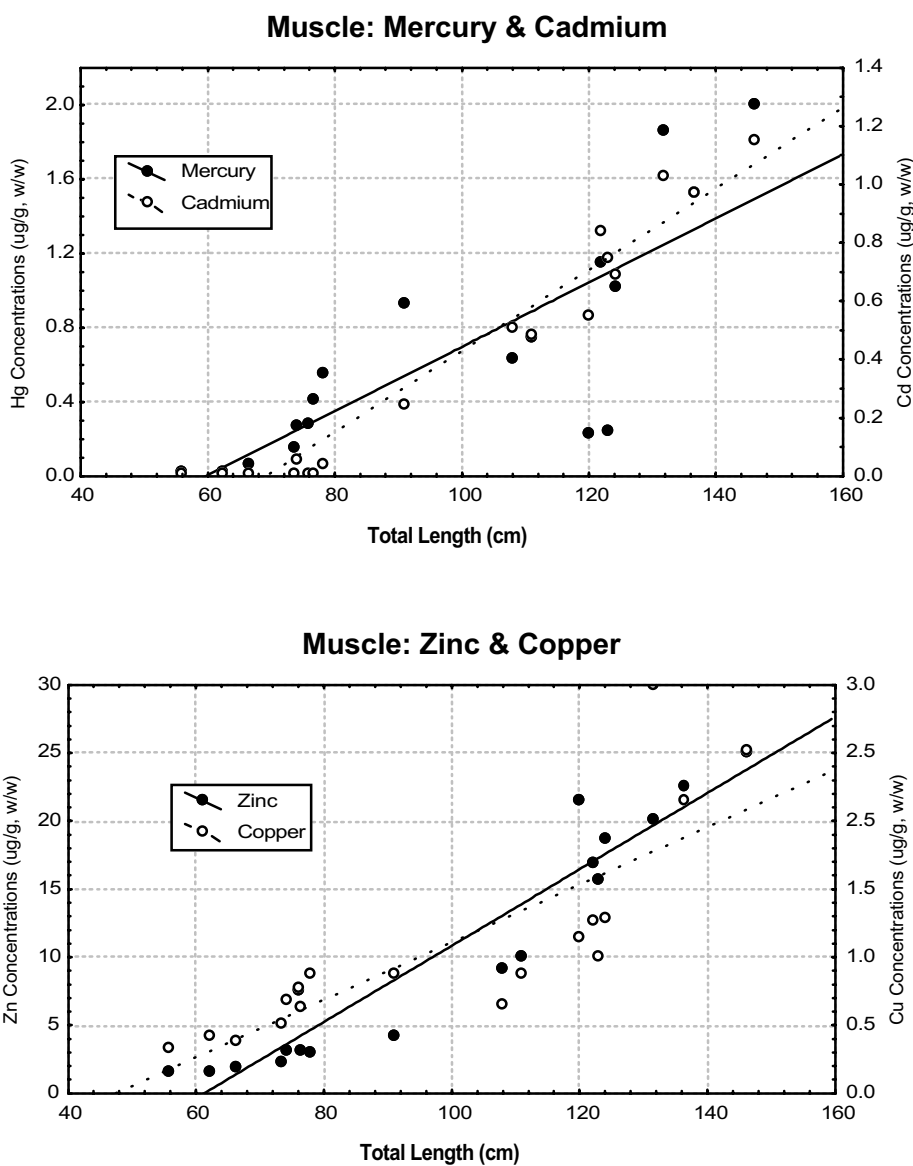 Muscle: Mercury & Cadmium
Hg Concentrations (ug/g, w/w)
2.0
1.6
1.2
0.8
0.4
0.0
Mercury
Cadmium
1.4
1.2
1.0
0.8
0.6
0.4
0.2
0.0
Cd Concentrations (ug/g, w/w)
40 60 80 100 120 140 160
Total Length (cm)
Muscle: Zinc & Copper
Zn Concentrations (ug/g, w/w)
30
25
20
15
10
5
0
Zinc
Copper
3.0
2.5
2.0
2.5
1.5
1.0
0.5
0.0
Cu Concentrations (ug/g, w/w)
40 60 80 100 120 140 160
Total Length (cm)